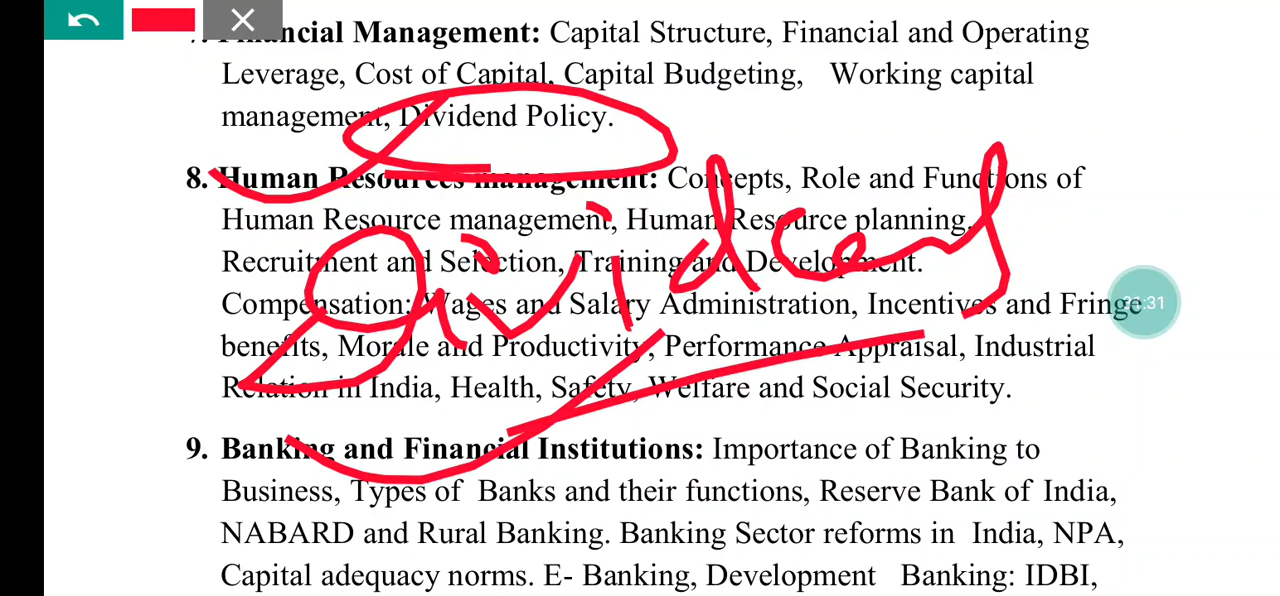 7. Financial Management: Capital Structure, Financial and Operating
Leverage, Cost of Capital, Capital Budgeting, Working capital
management, Dividend Policy.
8. Human Resources management: Concepts, Role and Functions of
Human Resource management, Human Resource planning,
Recruitment and Selection, Training and Development.
Compensation: Wages and Salary Administration, Incentives and Fringe
benefits, Morale and Productivity, Performance Appraisal, Industrial
Relation in India, Health, Safety, Welfare and Social Security.
9. Banking and Financial Institutions: Importance of Banking to
Business, Types of Banks and their functions, Reserve Bank of India,
NABARD and Rural Banking. Banking Sector reforms in India, NPA,
Capital adequacy norms. E- Banking, Development Banking: IDBI,